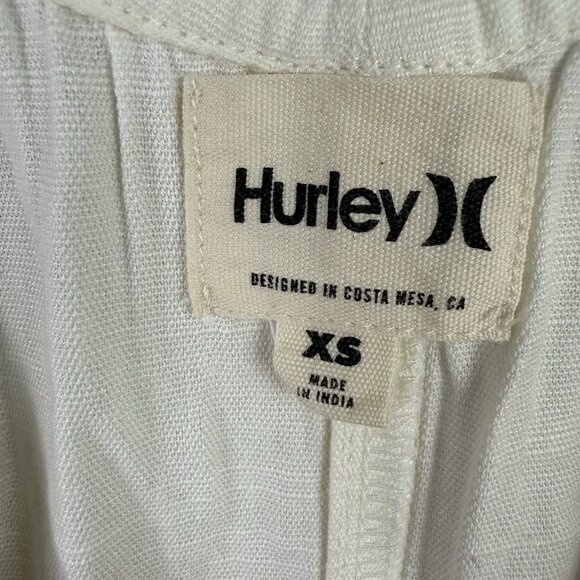 Hurley
DESIGNED IN COSTA MESA, CA
XS
MADE
IN INDIA